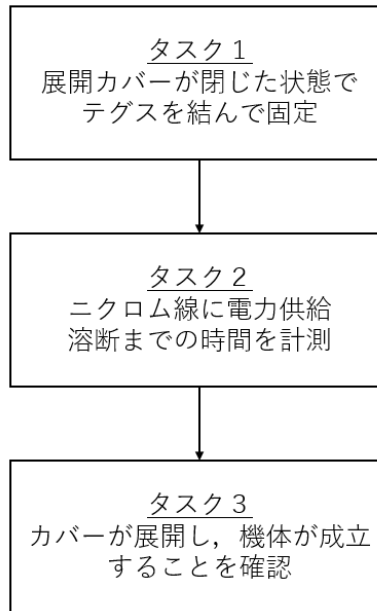 タスク１
展開カバーが閉じた状態で
テグスを結んで固定
タスク２
ニクロム線に電力供給
溶断までの時間を計測
タスク３
カバーが展開し，機体が成立
することを確認